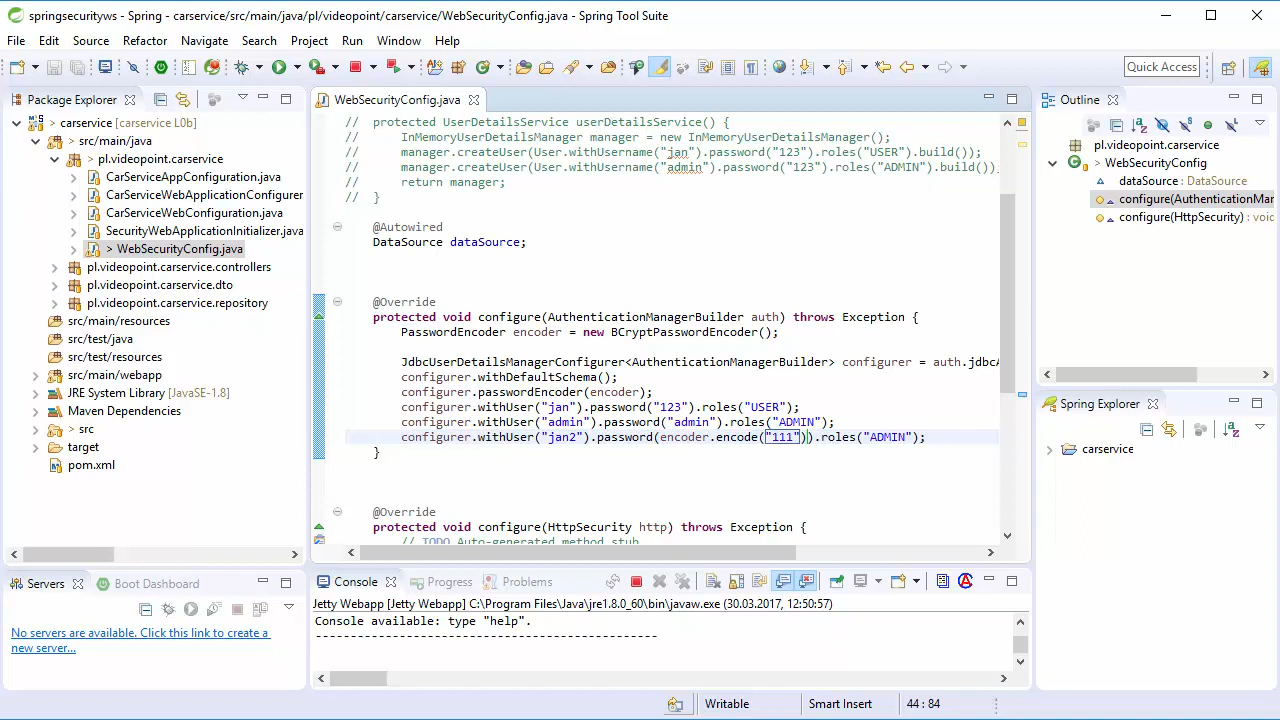 springsecurityws - Spring - carservice/src/main/java/pl/videopoint/carservice/WebSecurityConfig.java - Spring Tool Suite
File Edit Source Refactor Navigate Search Project Run Window Help
Quick Access
Package Explorer
carservice [carservice L0b]
src/main/java
> pl.videopoint.carservice
CarServiceAppConfiguration.java
CarServiceWebApplicationConfigurer
CarServiceWebConfiguration.java
SecurityWebApplicationInitializer.java
> WebSecurityConfig.java
pl.videopoint.carservice.controllers
pl.videopoint.carservice.dto
pl.videopoint.carservice.repository
src/main/resources
src/test/java
src/test/resources
src/main/webapp
JRE System Library [JavaSE-1.8]
Maven Dependencies
> src
target
pom.xml
WebSecurityConfig.java
// protected UserDetailsService userDetailsService() {
// InMemoryUserDetailsManager manager = new InMemoryUserDetailsManager();
// manager.createUser(User.withUsername("jan").password("123").roles("USER").build());
// manager.createUser(User.withUsername("admin").password("123").roles("ADMIN").build());
// return manager;
// }
@Autowired
DataSource dataSource;
@Override
protected void configure(AuthenticationManagerBuilder auth) throws Exception {
PasswordEncoder encoder = new BCryptPasswordEncoder();
JdbcUserDetailsManagerConfigurer<AuthenticationManagerBuilder> configurer = auth.jdbcA
configurer.withDefaultSchema();
configurer.passwordEncoder(encoder);
configurer.withUser("jan").password("123").roles("USER");
configurer.withUser("admin").password("admin").roles("ADMIN");
configurer.withUser("jan2").password(encoder.encode("111")).roles("ADMIN");
}
@Override
protected void configure(HttpSecurity http) throws Exception {
// TODO Auto-generated method stub
Outline
pl.videopoint.carservice
> WebSecurityConfig
dataSource : DataSource
configure(AuthenticationMar
configure(HttpSecurity) : void
Spring Explorer
carservice
Servers Boot Dashboard
No servers are available. Click this link to create a
new server...
Console Progress Problems
Jetty Webapp [Jetty Webapp] C:\Program Files\Java\jre1.8.0_60\bin\javaw.exe (30.03.2017, 12:50:57)
Console available: type "help".
-------------------------------------------
Writable Smart Insert 44 : 84